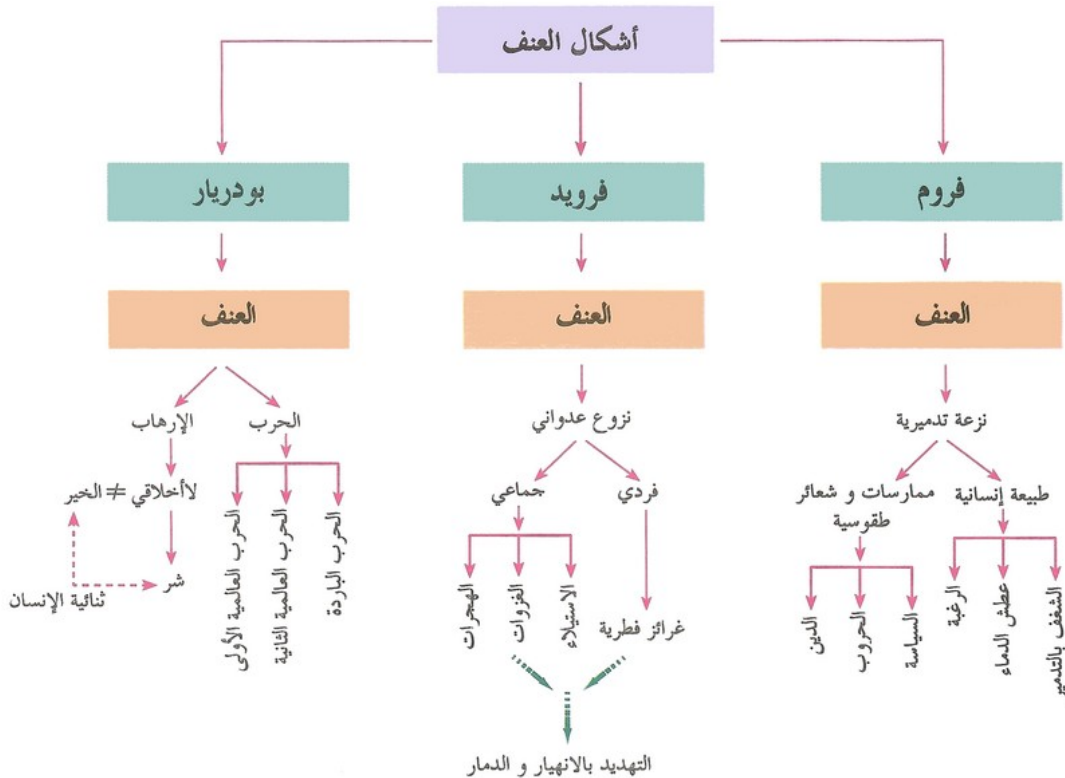 أشكال العنف
فروم
فرويد
بودريار
العنف
العنف
العنف
نزعة تدميرية
نزوع عدواني
الحرب
الإرهاب
طبيعة إنسانية
ممارسات و شعائر
طقوسية
فردي
جماعي
لاأخلاقي ≠ الخير
الشغف بالتدمير
عطش الدماء
الرغبة
السياسة
الحروب
الدين
غرائز فطرية
الاستيلاء
الغزوات
الهجرات
الحرب الباردة
الحرب العالمية الثانية
الحرب العالمية الأولى
شر
ثنائية الإنسان
التهديد بالانهيار و الدمار